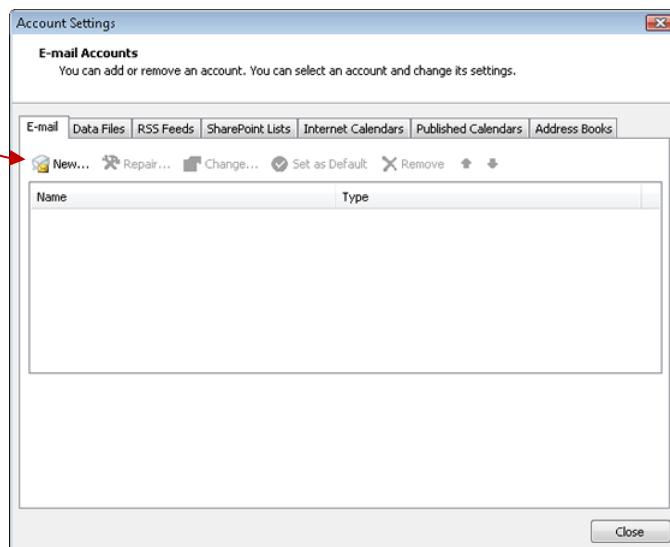 Account Settings
E-mail Accounts
You can add or remove an account. You can select an account and change its settings.
E-mail Data Files RSS Feeds SharePoint Lists Internet Calendars Published Calendars Address Books
New... Repair... Change... Set as Default Remove
Name Type
Close